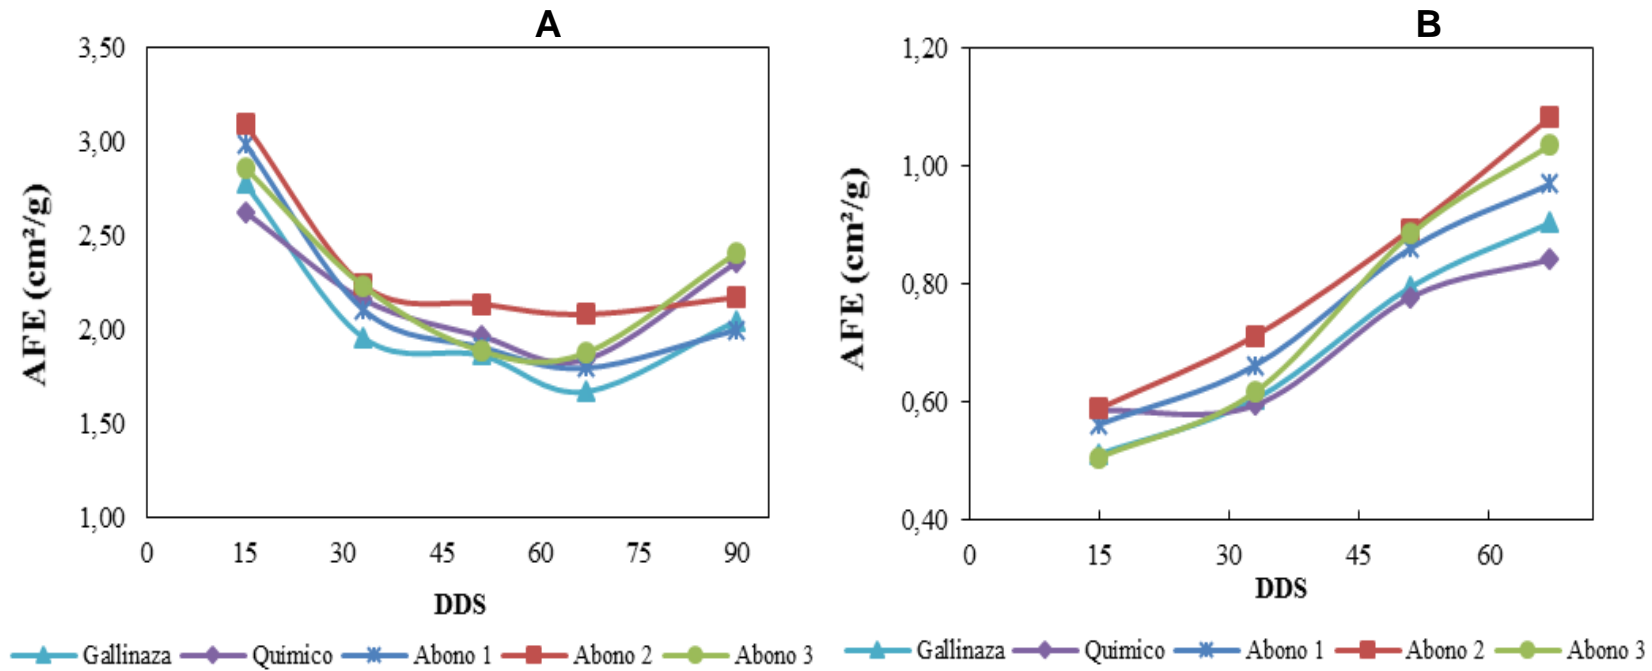 A
3,50
3,00
2,50
2,00
1,50
1,00
AFE (cm²/g)
0 15 30 45 60 75 90
DDS
Gallinaza Quimico Abono 1 Abono 2 Abono 3
B
1,20
1,00
0,80
0,60
0,40
AFE (cm²/g)
0 15 30 45 60
DDS
Gallinaza Quimico Abono 1 Abono 2 Abono 3